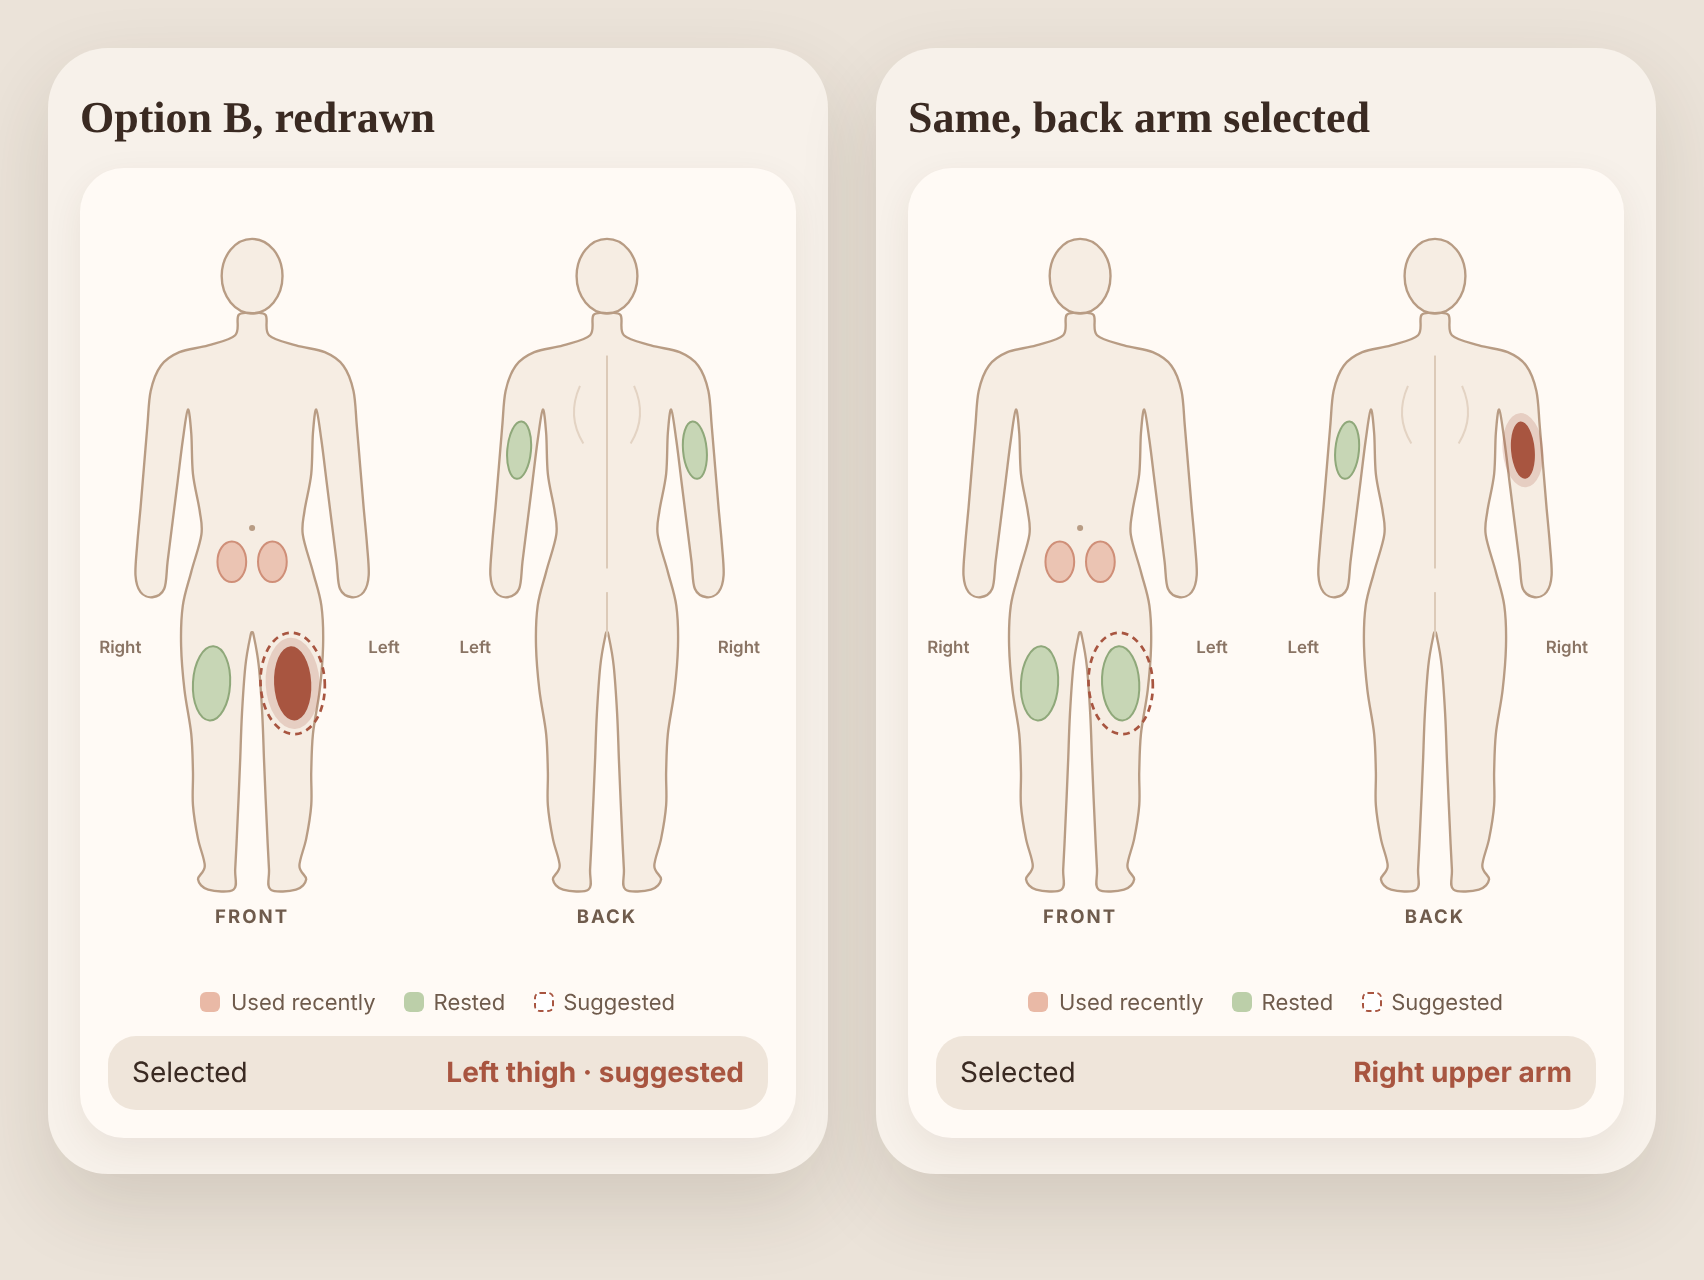 Option B, redrawn
Right
Left
Left
Right
FRONT
BACK
Used recently
Rested
Suggested
Selected
Left thigh · suggested
Same, back arm selected
Right
Left
Left
Right
FRONT
BACK
Used recently
Rested
Suggested
Selected
Right upper arm